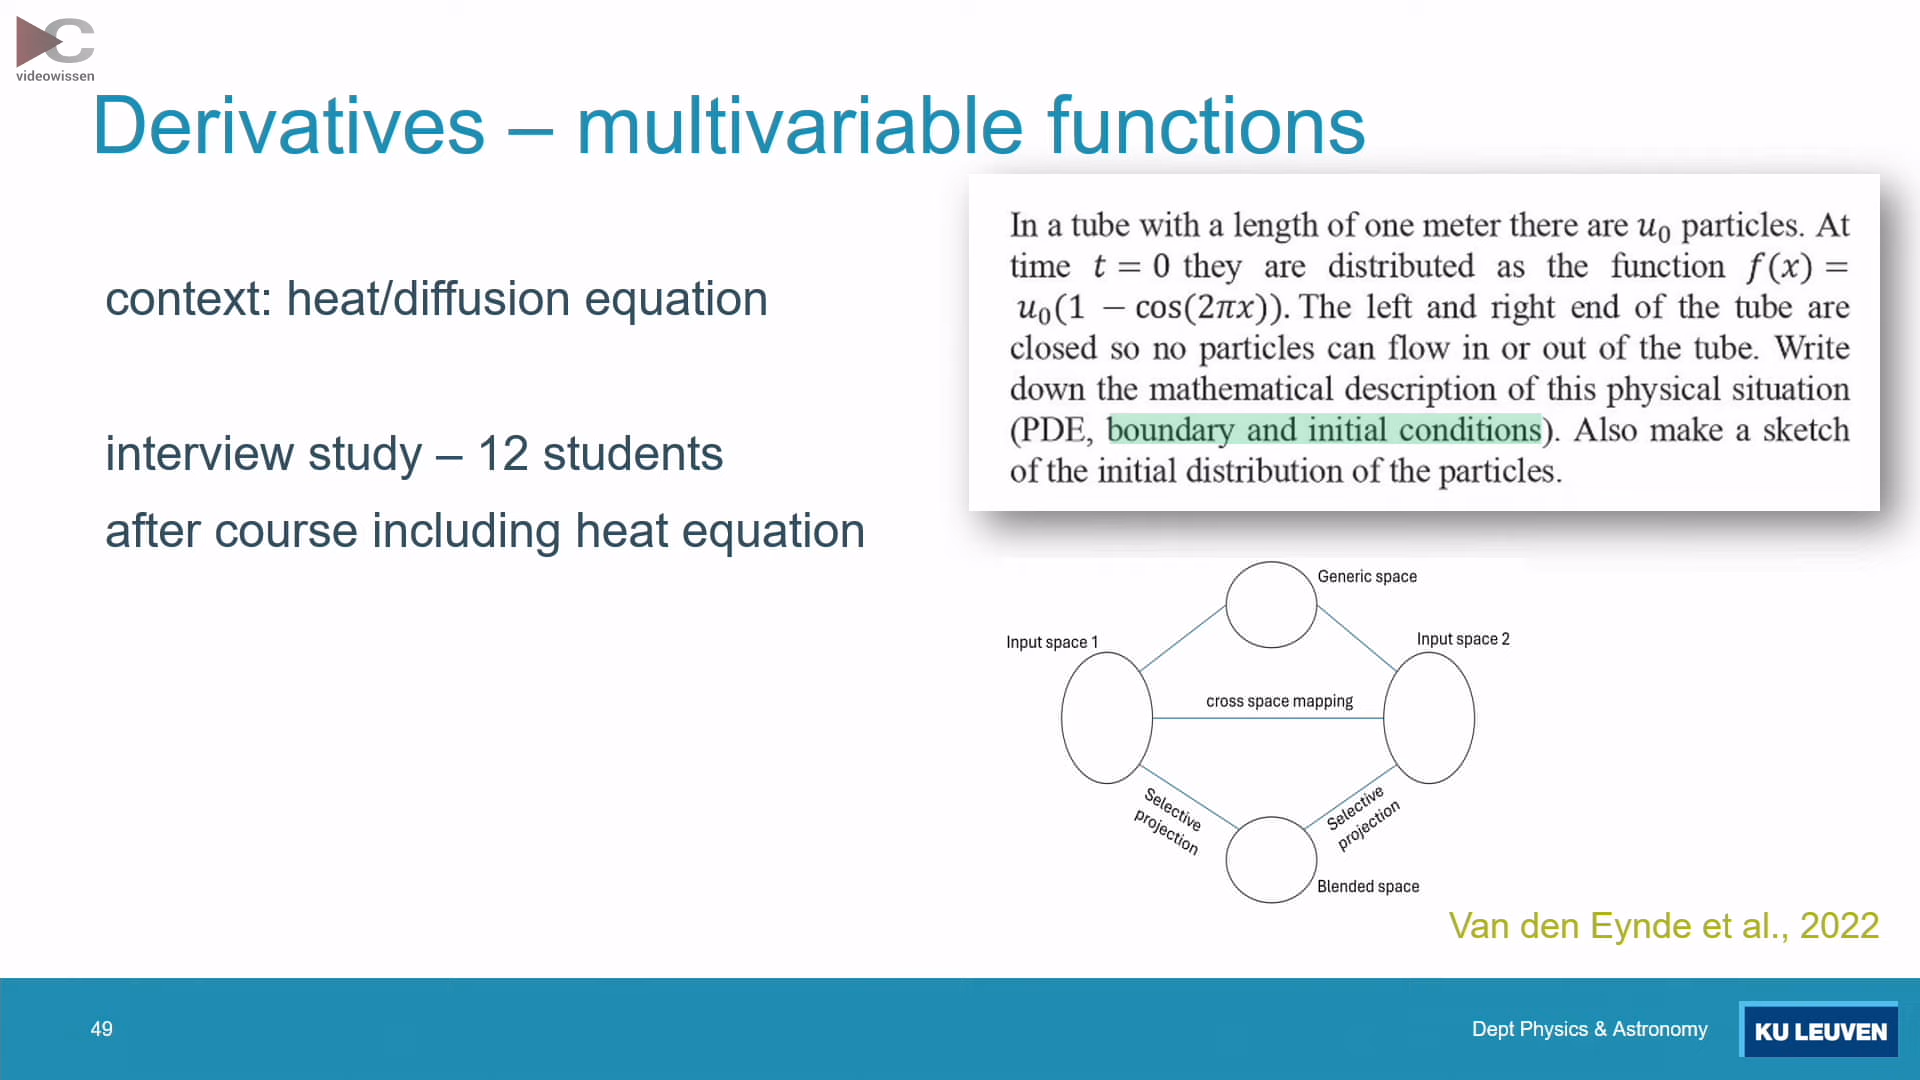 C
videowissen
Derivatives – multivariable functions
context: heat/diffusion equation
interview study – 12 students
after course including heat equation
In a tube with a length of one meter there are u₀ particles. At
time t = 0 they are distributed as the function f(x) =
u₀(1 − cos(2πx)). The left and right end of the tube are
closed so no particles can flow in or out of the tube. Write
down the mathematical description of this physical situation
(PDE, boundary and initial conditions). Also make a sketch
of the initial distribution of the particles.
Generic space
Input space 1
Input space 2
cross space mapping
Selective
projection
Selective
projection
Blended space
Van den Eynde et al., 2022
49
Dept Physics & Astronomy
KU LEUVEN